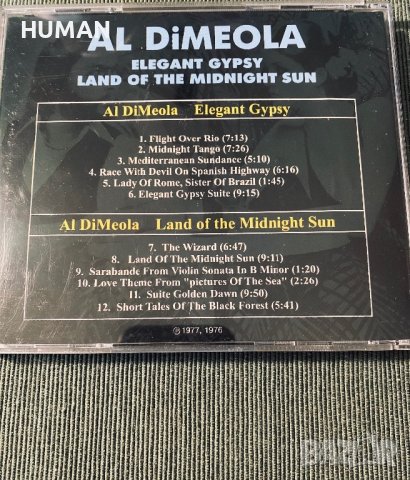 HUMAN
AL DiMEOLA
ELEGANT GYPSY
LAND OF THE MIDNIGHT SUN
Al DiMeola Elegant Gypsy
1. Flight Over Rio (7:13)
2. Midnight Tango (7:26)
3. Mediterranean Sundance (5:10)
4. Race With Devil On Spanish Highway (6:16)
5. Lady Of Rome, Sister Of Brazil (1:45)
6. Elegant Gypsy Suite (9:15)
Al DiMeola Land of the Midnight Sun
7. The Wizard (6:47)
8. Land Of The Midnight Sun (9:11)
9. Sarabande From Violin Sonata In B Minor (1:20)
10. Love Theme From "pictures Of The Sea" (2:26)
11. Suite Golden Dawn (9:50)
12. Short Tales Of The Black Forest (5:41)
℗ 1977, 1976